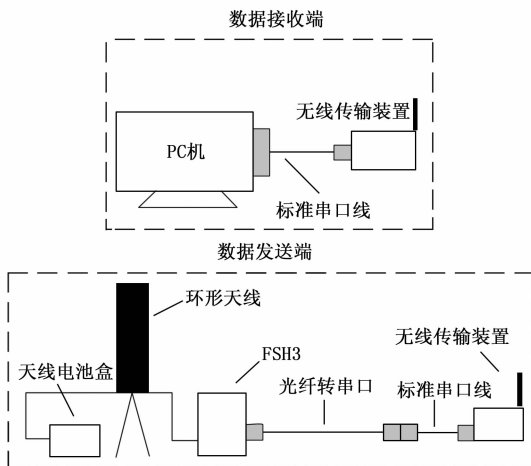 数据接收端
无线传输装置
PC机
标准串口线
数据发送端
环形天线
FSH3
无线传输装置
天线电池盒
光纤转串口
标准串口线